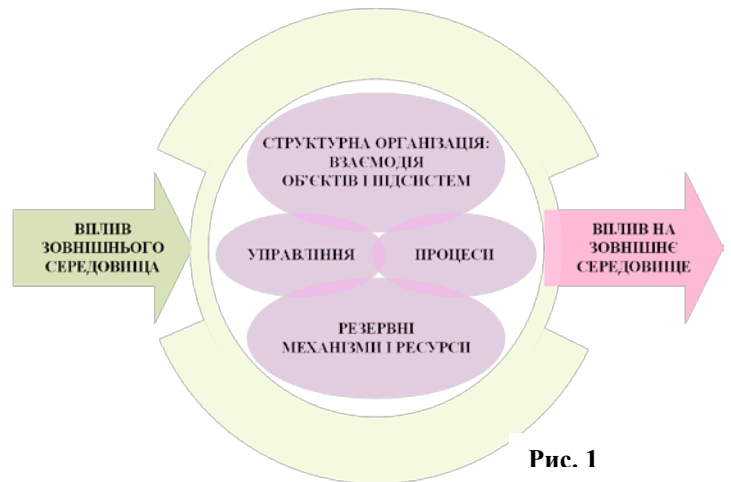 СТРУКТУРНА ОРГАНІЗАЦІЯ:
ВЗАЄМОДІЯ
ОБ'ЄКТІВ І ПІДСИСТЕМ
ВПЛИВ
ЗОВНІШНЬОГО
СЕРЕДОВИЩА
УПРАВЛІННЯ
ПРОЦЕСИ
ВПЛИВ НА
ЗОВНІШНЄ
СЕРЕДОВИЩЕ
РЕЗЕРВНІ
МЕХАНІЗМИ І РЕСУРСИ
Рис. 1